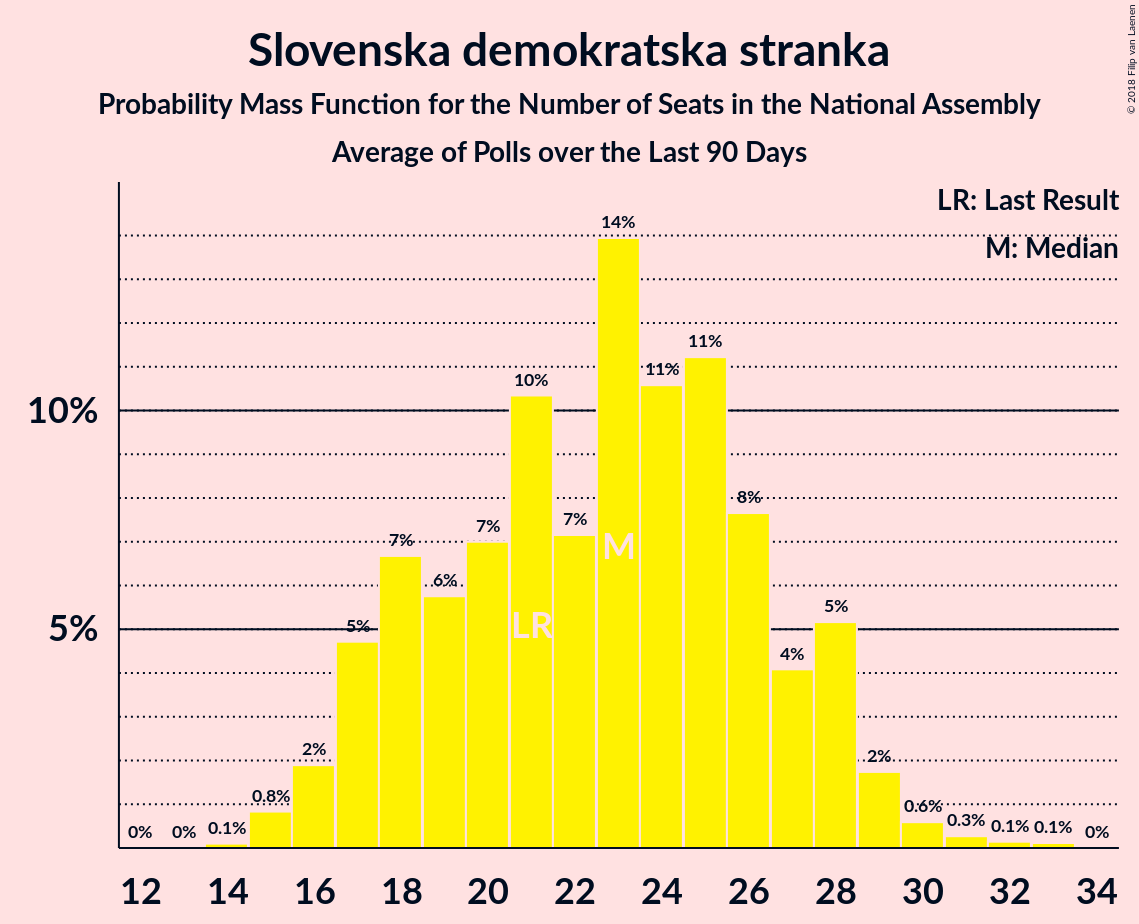 Slovenska demokratska stranka
Probability Mass Function for the Number of Seats in the National Assembly
Average of Polls over the Last 90 Days
© 2018 Filip van Laenen
LR: Last Result
M: Median
10%
5%
0%
0%
0.1%
0.8%
2%
5%
7%
6%
7%
10%
7%
14%
11%
11%
8%
4%
5%
2%
0.6%
0.3%
0.1%
0.1%
0%
LR
M
12 14 16 18 20 22 24 26 28 30 32 34